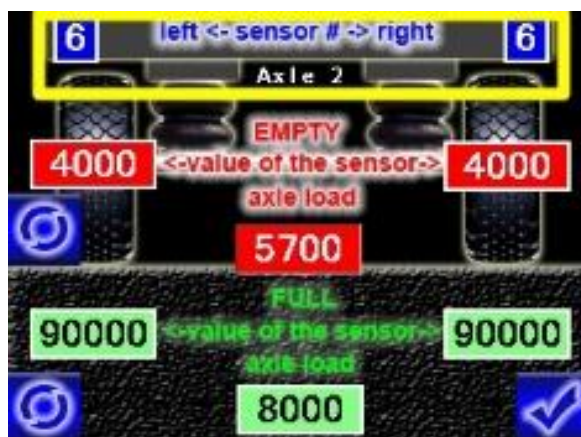 6 left <- sensor # -> right 6
Axle 2
EMPTY
4000 <-value of the sensor-> 4000
axle load
5700
FULL
90000 <-value of the sensor-> 90000
axle load
8000